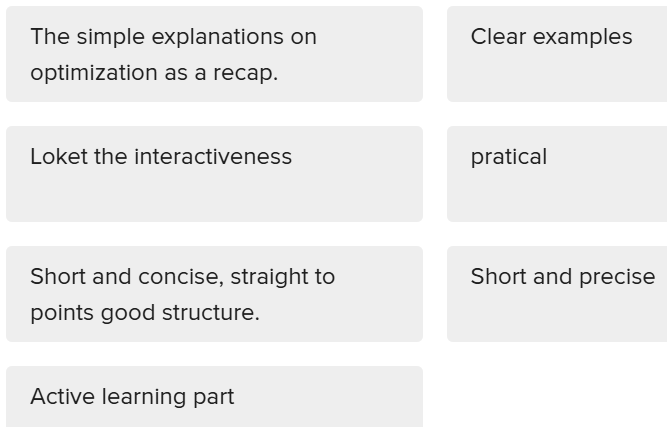 The simple explanations on
optimization as a recap.
Clear examples
Loket the interactiveness
pratical
Short and concise, straight to
points good structure.
Short and precise
Active learning part